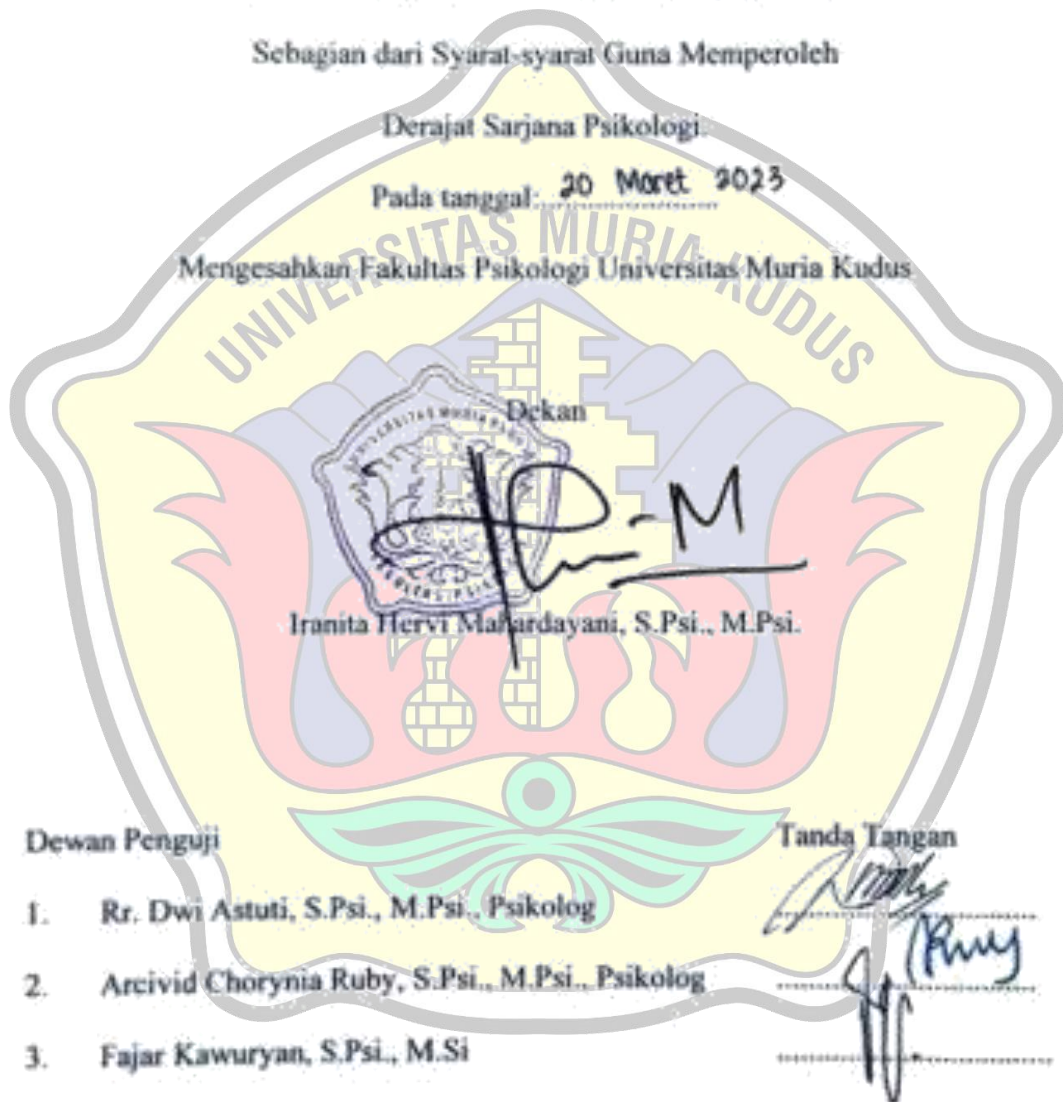 Sebagian dari Syarat-syarat Guna Memperoleh
Derajat Sarjana Psikologi.
Pada tanggal: 20 Maret 2023
Mengesahkan Fakultas Psikologi Universitas Muria Kudus
UNIVERSITAS MURIA KUDUS
Dekan
Iranita Hervi Mahardayani, S.Psi., M.Psi.
Dewan Penguji
Tanda Tangan
1. Rr. Dwi Astuti, S.Psi., M.Psi., Psikolog
2. Arcivid Chorynia Ruby, S.Psi., M.Psi., Psikolog
3. Fajar Kawuryan, S.Psi., M.Si